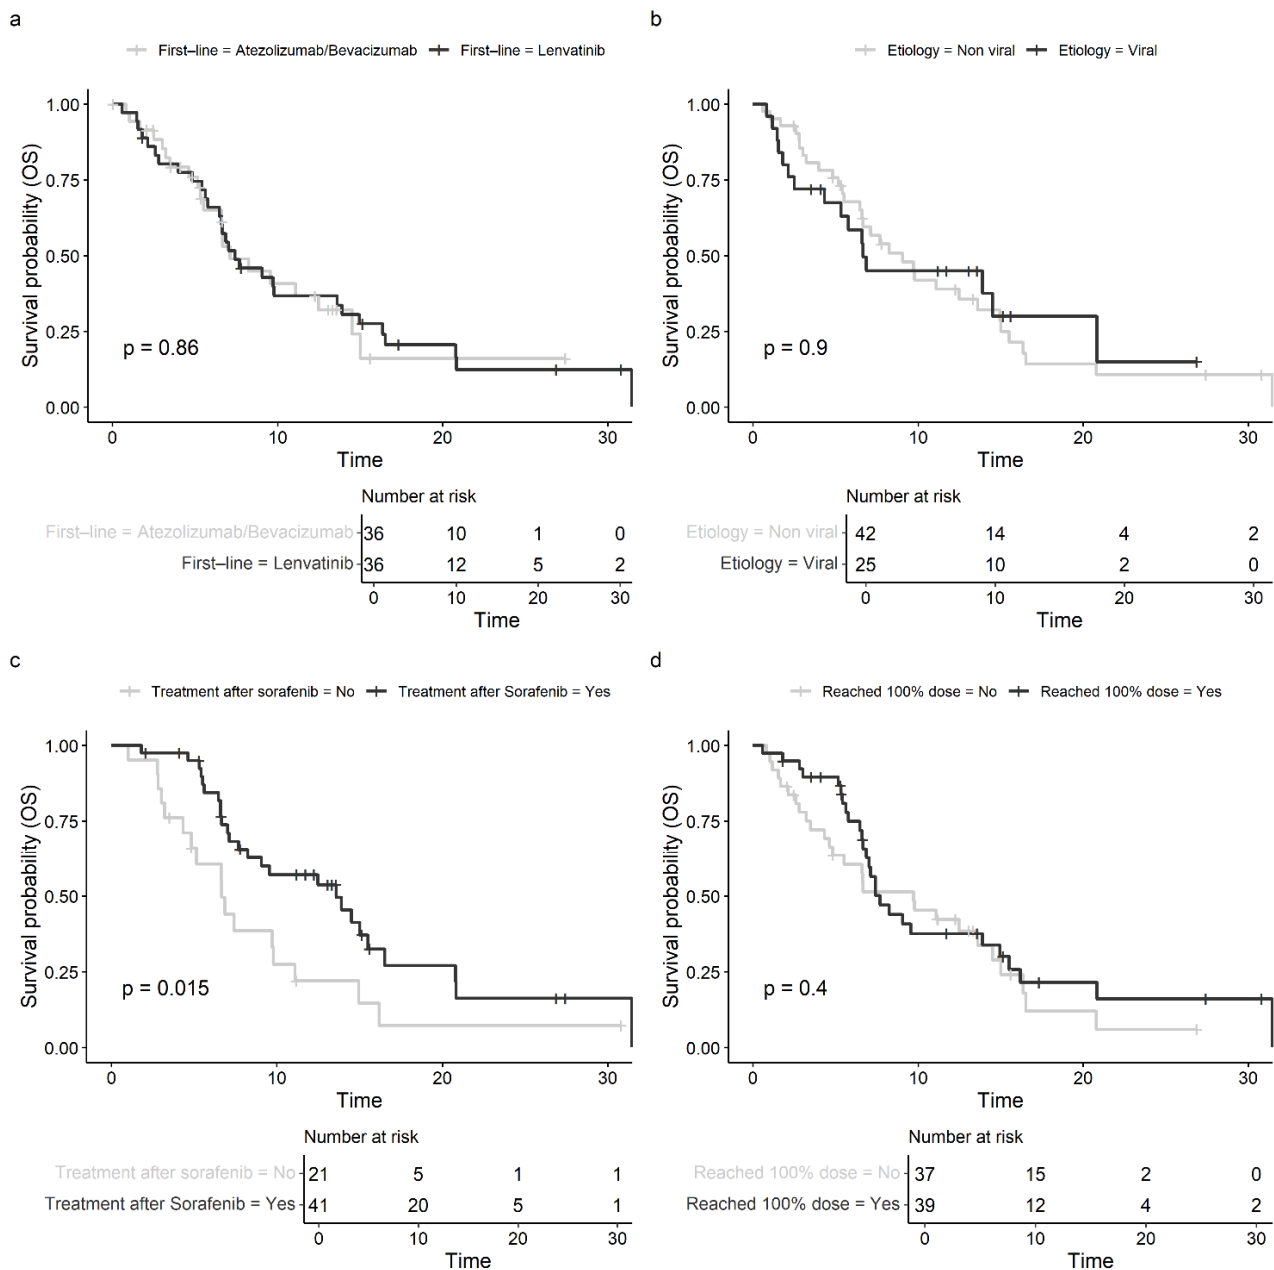 a
First–line = Atezolizumab/Bevacizumab First–line = Lenvatinib
Survival probability (OS)
1.00
0.75
0.50
0.25
0.00
p = 0.86
0 10 20 30
Time
Number at risk
First–line = Atezolizumab/Bevacizumab 36 10 1 0
First–line = Lenvatinib 36 12 5 2
0 10 20 30
Time
b
Etiology = Non viral Etiology = Viral
Survival probability (OS)
1.00
0.75
0.50
0.25
0.00
p = 0.9
0 10 20 30
Time
Number at risk
Etiology = Non viral 42 14 4 2
Etiology = Viral 25 10 2 0
0 10 20 30
Time
c
Treatment after sorafenib = No Treatment after Sorafenib = Yes
Survival probability (OS)
1.00
0.75
0.50
0.25
0.00
p = 0.015
0 10 20 30
Time
Number at risk
Treatment after sorafenib = No 21 5 1 1
Treatment after Sorafenib = Yes 41 20 5 1
0 10 20 30
Time
d
Reached 100% dose = No Reached 100% dose = Yes
Survival probability (OS)
1.00
0.75
0.50
0.25
0.00
p = 0.4
0 10 20 30
Time
Number at risk
Reached 100% dose = No 37 15 2 0
Reached 100% dose = Yes 39 12 4 2
0 10 20 30
Time